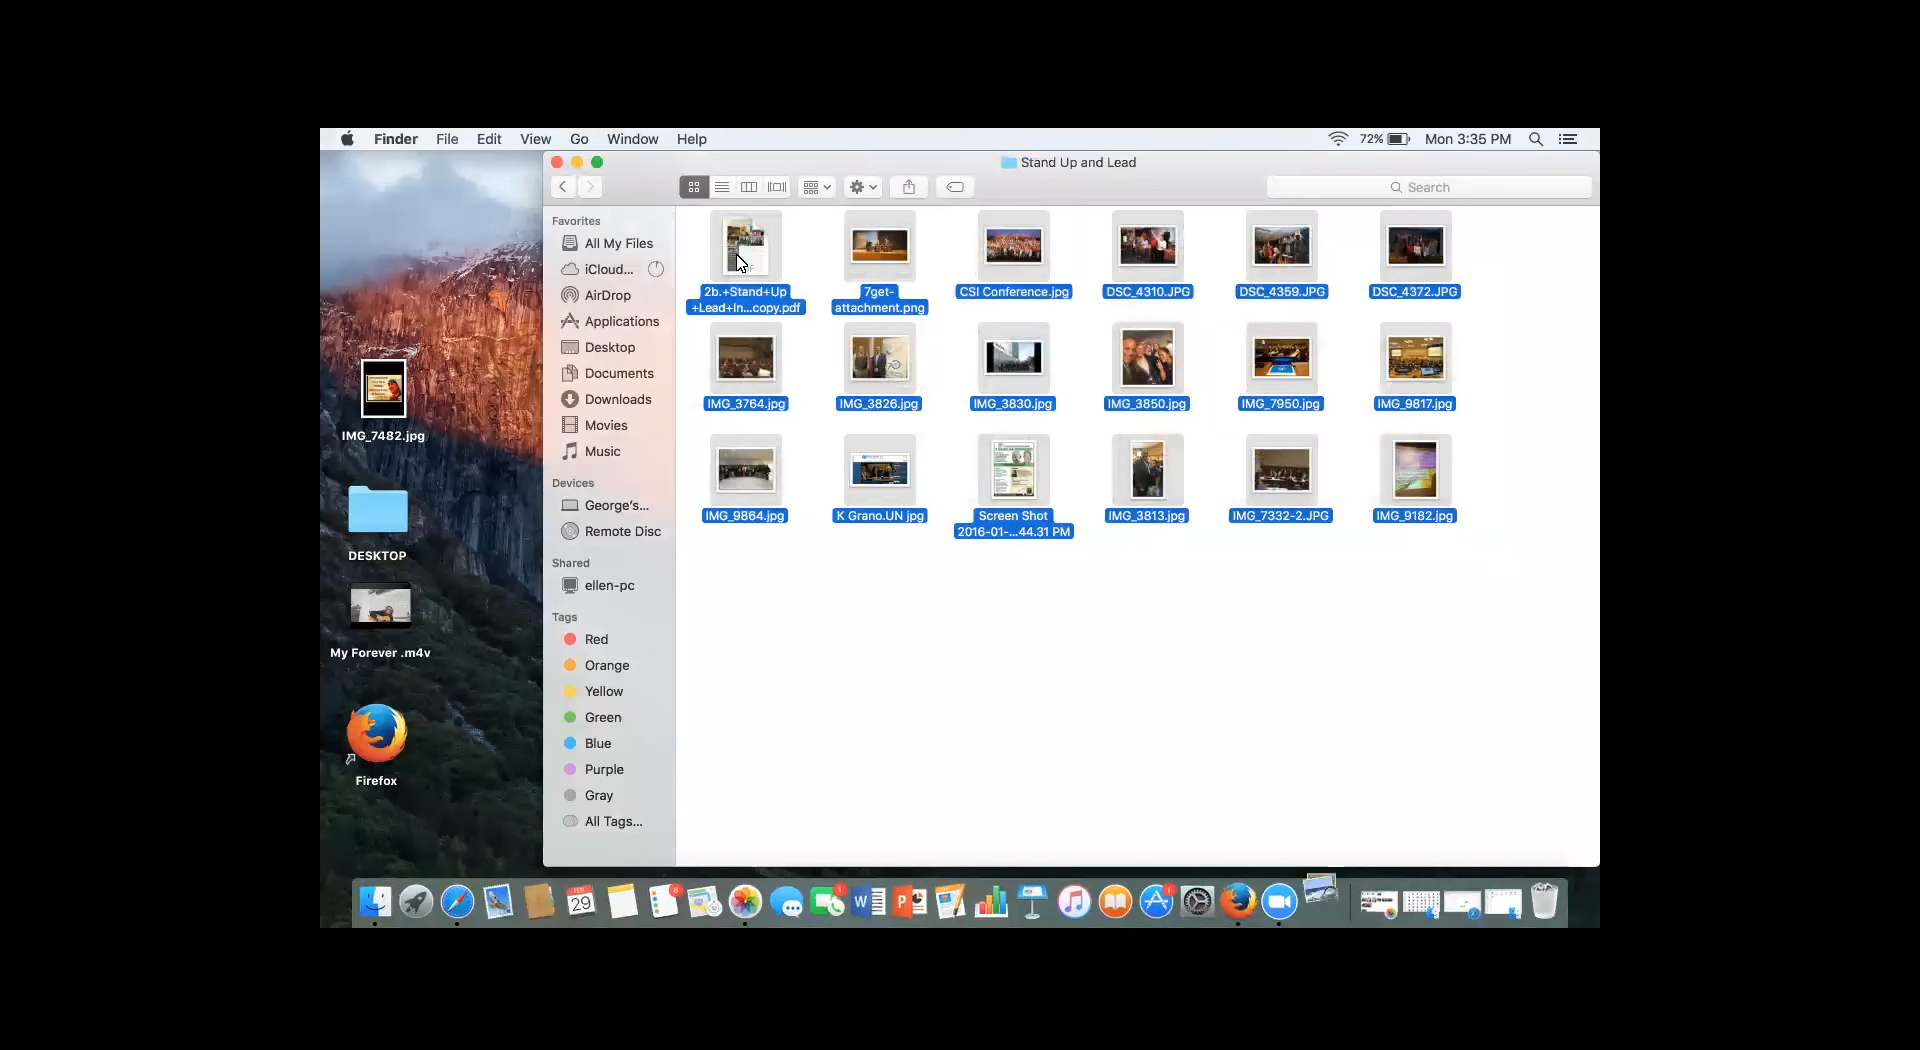 Finder File Edit View Go Window Help 72% Mon 3:35 PM
Stand Up and Lead
Search
Favorites
All My Files
iCloud...
AirDrop
Applications
Desktop
Documents
Downloads
Movies
Music
Devices
George's...
Remote Disc
Shared
ellen-pc
Tags
Red
Orange
Yellow
Green
Blue
Purple
Gray
All Tags...
2b.+Stand+Up
+Lead+In...copy.pdf
7get-
attachment.png
CSI Conference.jpg
DSC_4310.JPG
DSC_4359.JPG
DSC_4372.JPG
IMG_3764.jpg
IMG_3826.jpg
IMG_3830.jpg
IMG_3850.jpg
IMG_7950.jpg
IMG_9817.jpg
IMG_9864.jpg
K Grano.UN jpg
Screen Shot
2016-01-...44.31 PM
IMG_3813.jpg
IMG_7332-2.JPG
IMG_9182.jpg
IMG_7482.jpg
DESKTOP
My Forever .m4v
Firefox
FEB
29